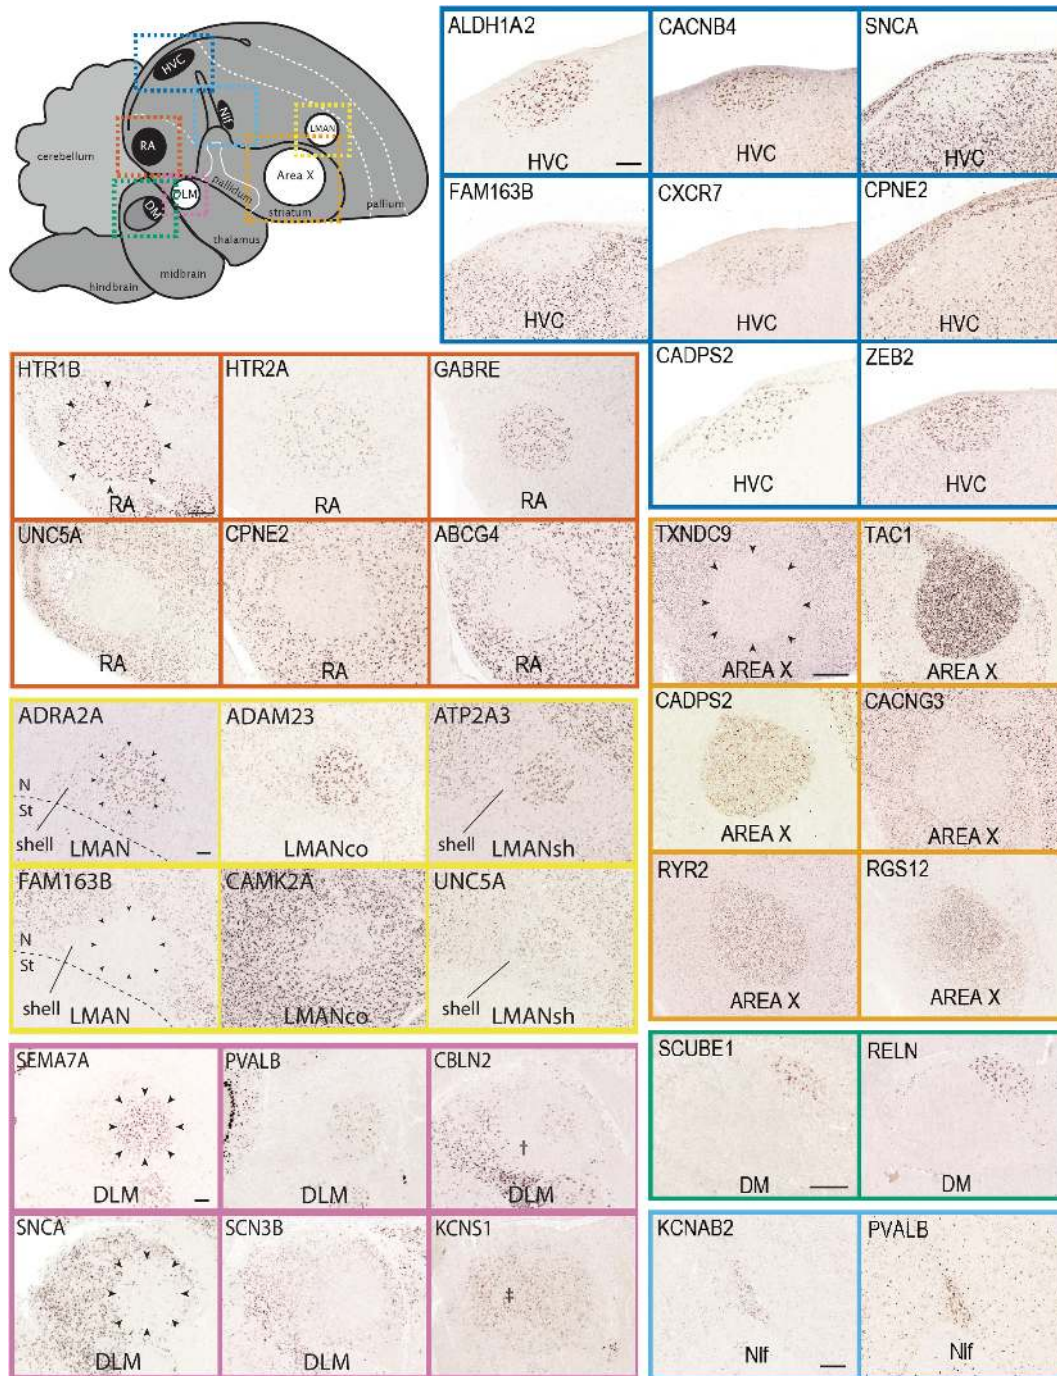 HVC
NIf
LMAN
RA
cerebellum
Area X
pallidum
DLM
DM
striatum
pallium
thalamus
midbrain
hindbrain
ALDH1A2 CACNB4 SNCA
HVC HVC HVC
FAM163B CXCR7 CPNE2
HVC HVC HVC
CADPS2 ZEB2
HVC HVC
HTR1B HTR2A GABRE
RA RA RA
UNC5A CPNE2 ABCG4
RA RA RA
TXNDC9 TAC1
AREA X AREA X
CADPS2 CACNG3
AREA X AREA X
RYR2 RGS12
AREA X AREA X
ADRA2A ADAM23 ATP2A3
N
St
shell shell
LMAN LMANco LMANsh
FAM163B CAMK2A UNC5A
N
St
shell shell
LMAN LMANco LMANsh
SEMA7A PVALB CBLN2
†
DLM DLM DLM
SNCA SCN3B KCNS1
‡
DLM DLM DLM
SCUBE1 RELN
DM DM
KCNAB2 PVALB
NIf NIf